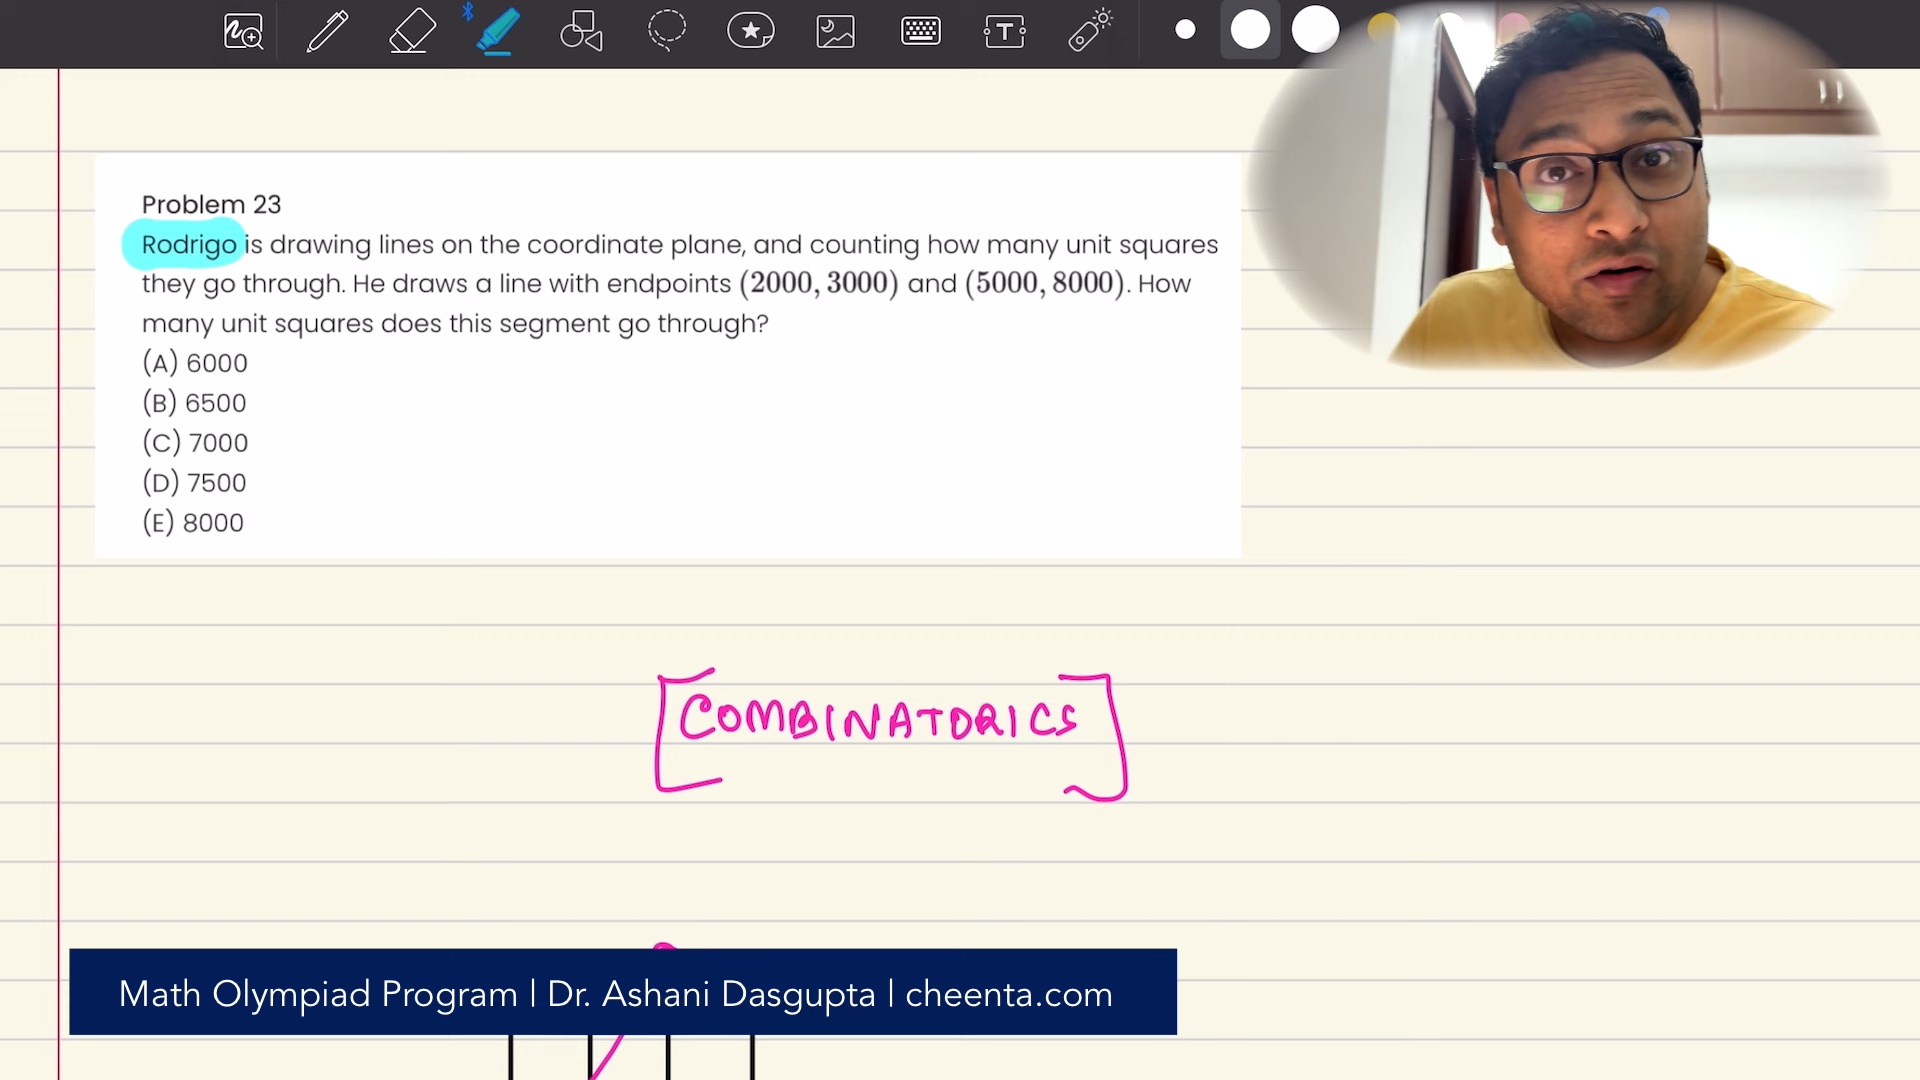 Problem 23
Rodrigo is drawing lines on the coordinate plane, and counting how many unit squares
they go through. He draws a line with endpoints (2000, 3000) and (5000, 8000). How
many unit squares does this segment go through?
(A) 6000
(B) 6500
(C) 7000
(D) 7500
(E) 8000
COMBINATORICS
Math Olympiad Program | Dr. Ashani Dasgupta | cheenta.com